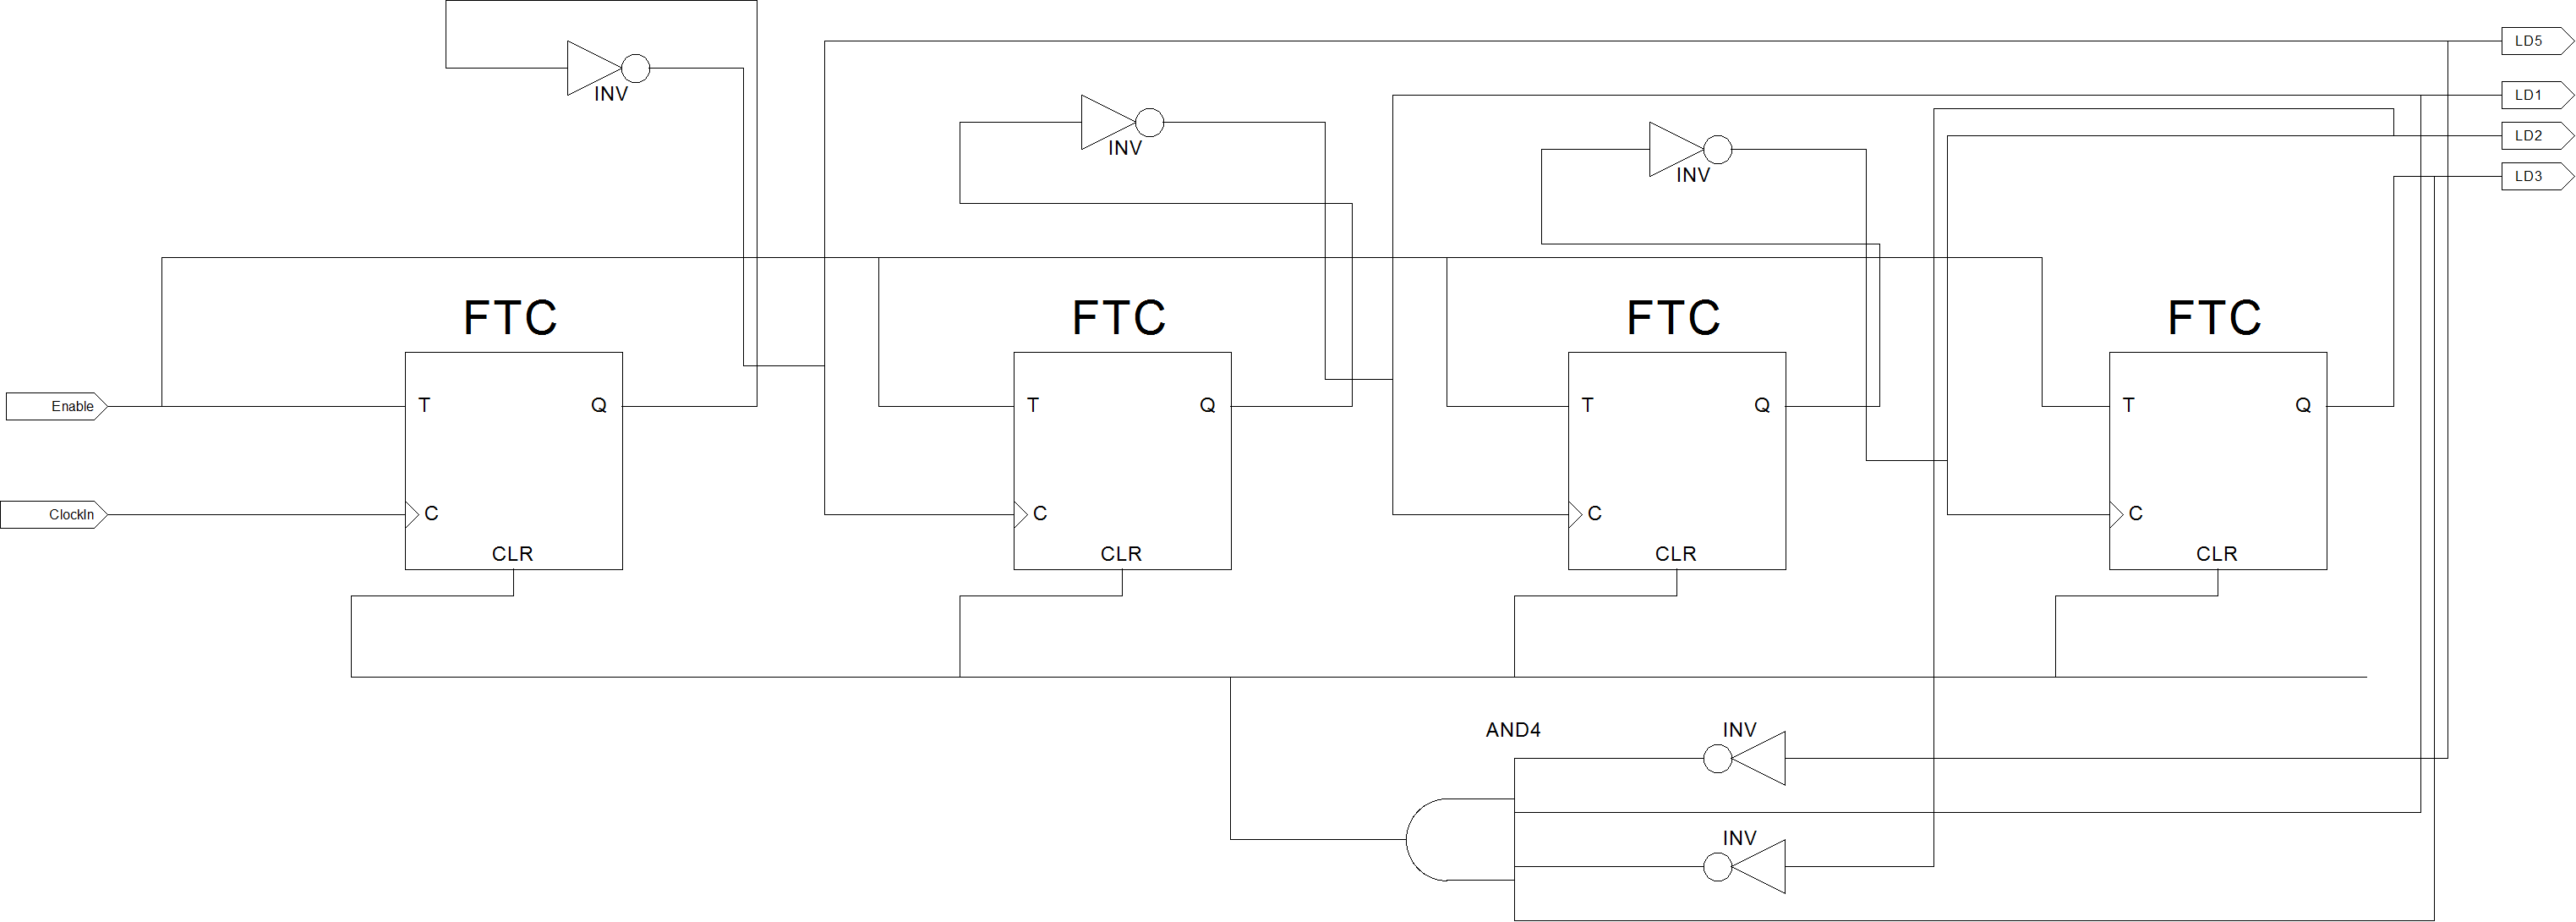 LD5
INV
LD1
INV
LD2
INV
LD3
FTC
FTC
FTC
FTC
Enable
T
Q
T
Q
T
Q
T
Q
ClockIn
C
C
C
C
CLR
CLR
CLR
CLR
AND4
INV
INV